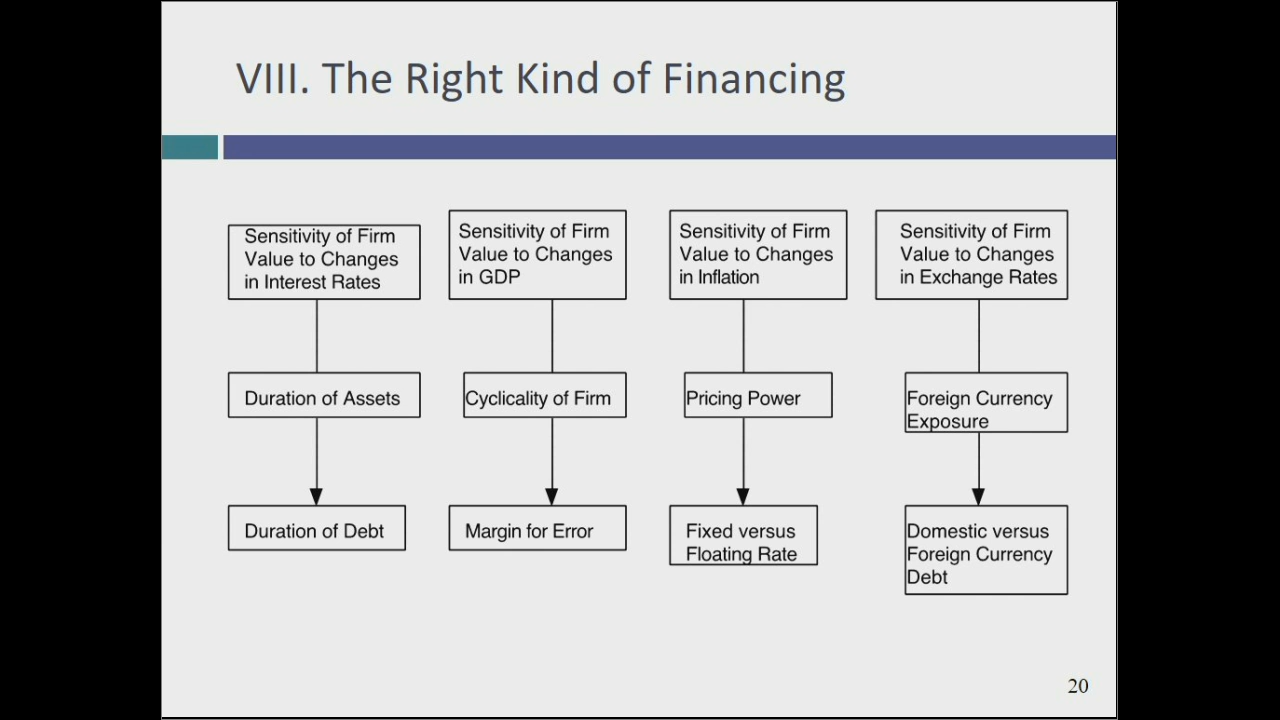 VIII. The Right Kind of Financing
Sensitivity of Firm
Value to Changes
in Interest Rates
Sensitivity of Firm
Value to Changes
in GDP
Sensitivity of Firm
Value to Changes
in Inflation
Sensitivity of Firm
Value to Changes
in Exchange Rates
Duration of Assets
Cyclicality of Firm
Pricing Power
Foreign Currency
Exposure
Duration of Debt
Margin for Error
Fixed versus
Floating Rate
Domestic versus
Foreign Currency
Debt
20